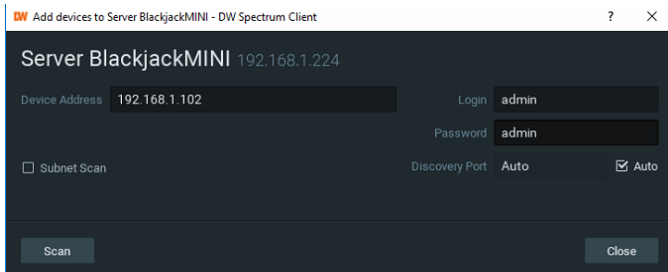 DW Add devices to Server BlackjackMINI - DW Spectrum Client ? ×
Server BlackjackMINI 192.168.1.224
Device Address 192.168.1.102 Login admin
Password admin
Subnet Scan Discovery Port Auto Auto
Scan Close